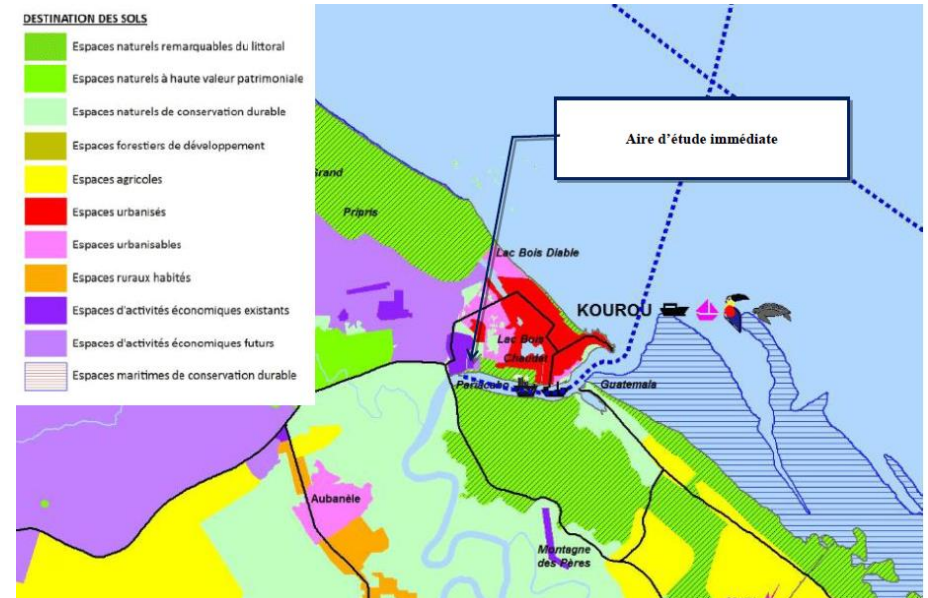 DESTINATION DES SOLS
Espaces naturels remarquables du littoral
Espaces naturels à haute valeur patrimoniale
Espaces naturels de conservation durable
Espaces forestiers de développement
Espaces agricoles
Espaces urbanisés
Espaces urbanisables
Espaces ruraux habités
Espaces d'activités économiques existants
Espaces d'activités économiques futurs
Espaces maritimes de conservation durable
Aire d'étude immédiate
Pripris
Lac Bois Diable
KOUROU
Lac Bois
Chaudat
Pariacabo
Guatemala
Aubanèle
Montagne
des Pères